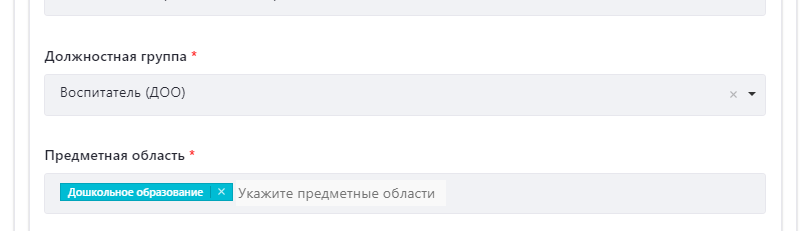 Должностная группа *
Воспитатель (ДОО) ×
Предметная область *
Дошкольное образование × Укажите предметные области